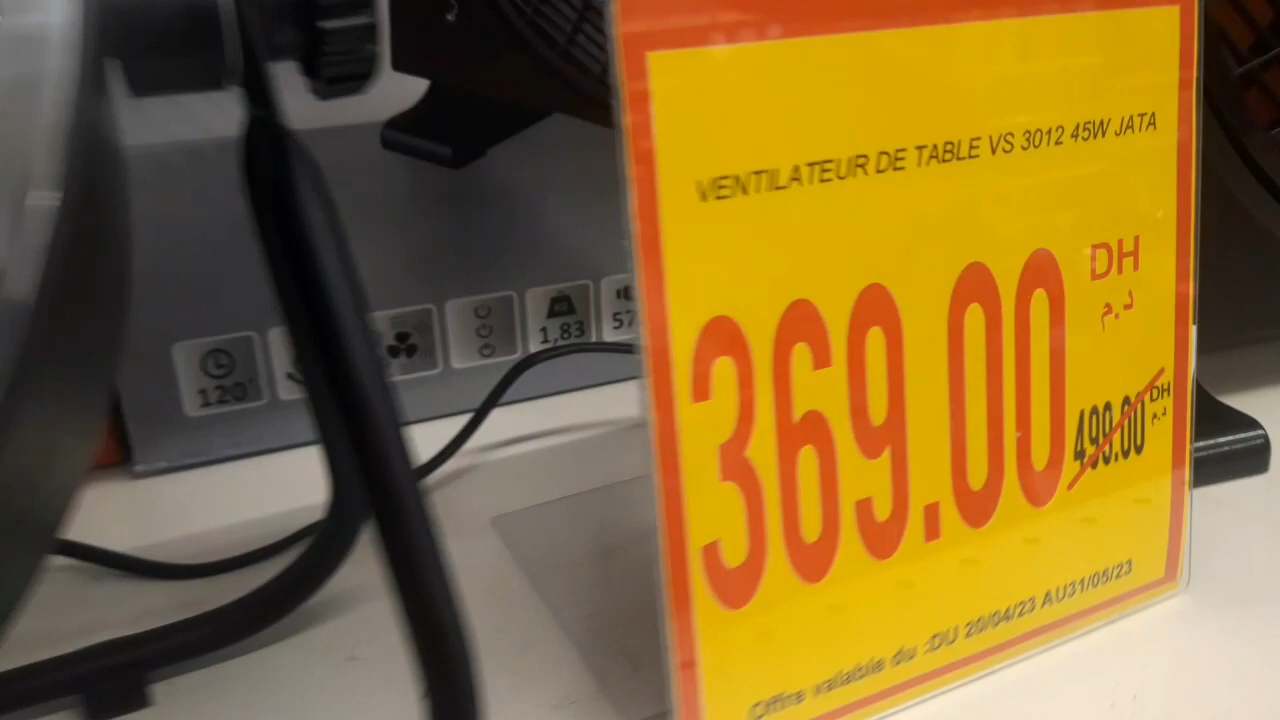 VENTILATEUR DE TABLE VS 3012 45W JATA
369.00 DH
د.م
499.00 DH
د.م
Offre valable du :DU 20/04/23 AU31/05/23
120'
KG
1,83
57